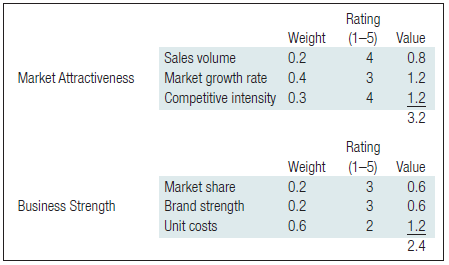 Rating
Weight (1–5) Value
Sales volume 0.2 4 0.8
Market Attractiveness Market growth rate 0.4 3 1.2
Competitive intensity 0.3 4 1.2
3.2
Rating
Weight (1–5) Value
Market share 0.2 3 0.6
Business Strength Brand strength 0.2 3 0.6
Unit costs 0.6 2 1.2
2.4